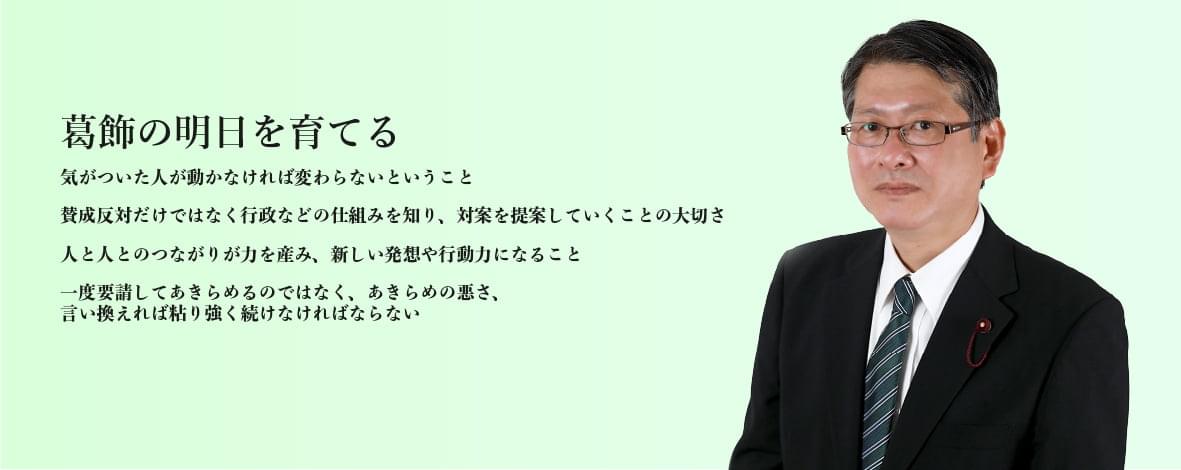 葛飾の明日を育てる
気がついた人が動かなければ変わらないということ
賛成反対だけではなく行政などの仕組みを知り、対案を提案していくことの大切さ
人と人とのつながりが力を産み、新しい発想や行動力になること
一度要請してあきらめるのではなく、あきらめの悪さ、
言い換えれば粘り強く続けなければならない